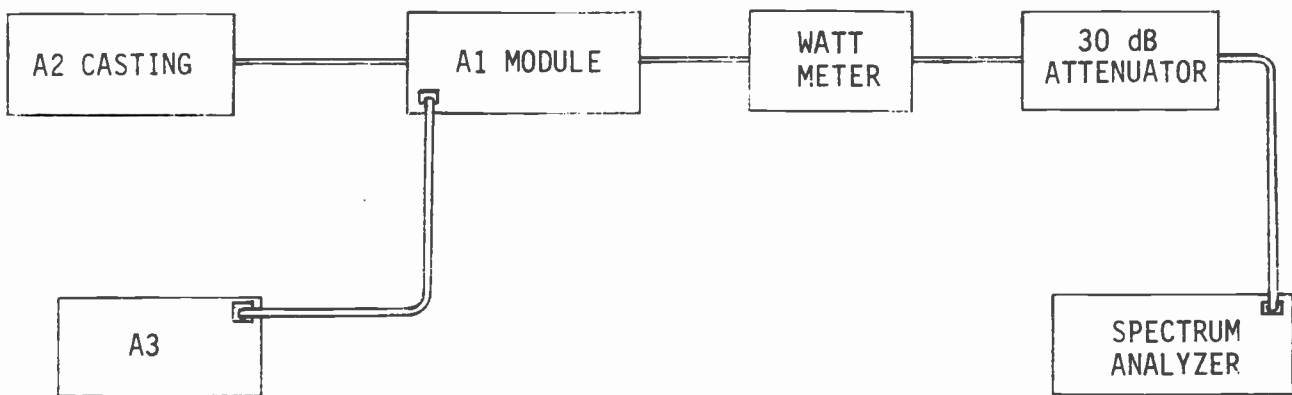 A2 CASTING
A1 MODULE
WATT
METER
30 dB
ATTENUATOR
A3
SPECTRUM
ANALYZER